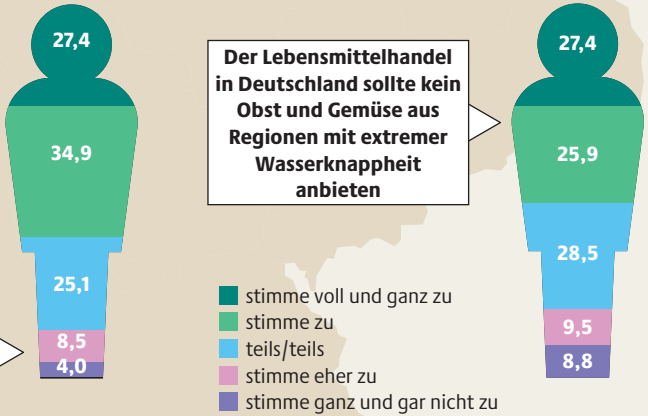 27,4
34,9
25,1
8,5
4,0
Der Lebensmittelhandel
in Deutschland sollte kein
Obst und Gemüse aus
Regionen mit extremer
Wasserknappheit
anbieten
27,4
25,9
28,5
9,5
8,8
stimme voll und ganz zu
stimme zu
teils/teils
stimme eher zu
stimme ganz und gar nicht zu